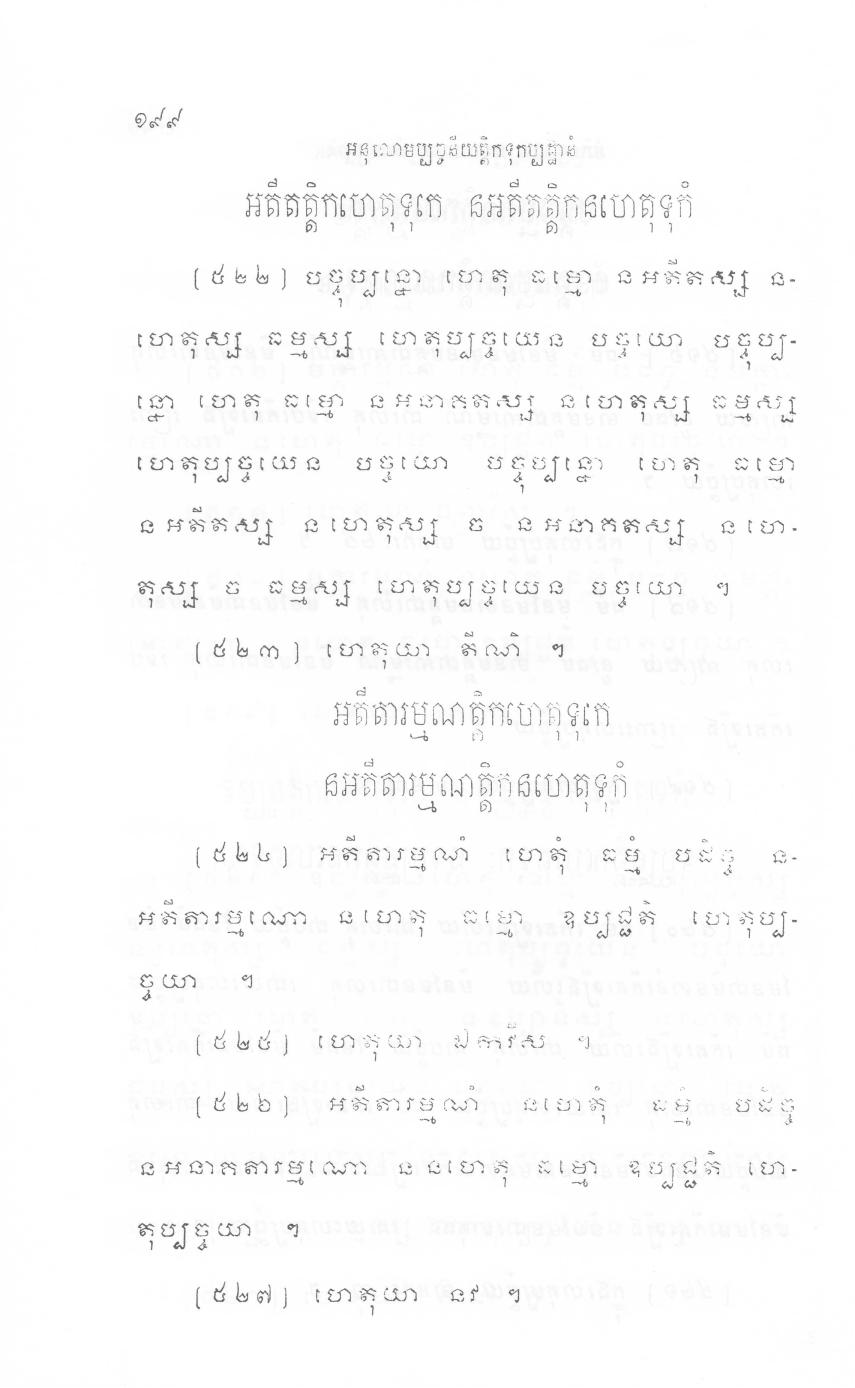 ១៩៩
អនុលោមប្បច្ចនីយត្តិកទុកប្បដ្ឋានំ
អតីតត្តិកហេតុទុកេ នអតីតត្តិកនហេតុទុកំ
[៥២២] បច្ចុប្បន្នោ ហេតុ ធម្មោ នអតីតស្ស ន-
ហេតុស្ស ធម្មស្ស ហេតុប្បច្ចយេន បច្ចយោ បច្ចុប្ប-
ន្នោ ហេតុ ធម្មោ នអនាគតស្ស នហេតុស្ស ធម្មស្ស
ហេតុប្បច្ចយេន បច្ចយោ បច្ចុប្បន្នោ ហេតុ ធម្មោ
នអតីតស្ស នហេតុស្ស ច នអនាគតស្ស នហេ-
តុស្ស ច ធម្មស្ស ហេតុប្បច្ចយេន បច្ចយោ ។
[៥២៣] ហេតុយា តីណិ ។
អតីតារម្មណត្តិកហេតុទុកេ
នអតីតារម្មណត្តិកនហេតុទុកំ
[៥២៤] អតីតារម្មណំ ហេតុំ ធម្មំ បដិច្ច ន-
អតីតារម្មណោ នហេតុ ធម្មោ ឧប្បជ្ជតិ ហេតុប្ប-
ច្ចយា ។
[៥២៥] ហេតុយា ឯកវីស ។
[៥២៦] អតីតារម្មណំ នហេតុំ ធម្មំ បដិច្ច
នអនាគតារម្មណោ ននហេតុ ធម្មោ ឧប្បជ្ជតិ ហេ-
តុប្បច្ចយា ។
[៥២៧] ហេតុយា នវ ។